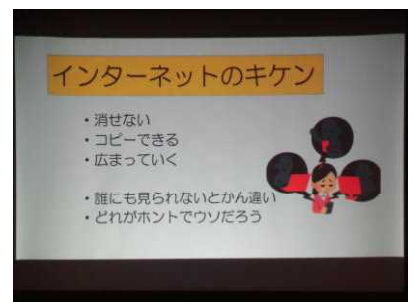 インターネットのキケン
・消せない
・コピーできる
・広まっていく
・誰にも見られないとかん違い
・どれがホントでウソだろう